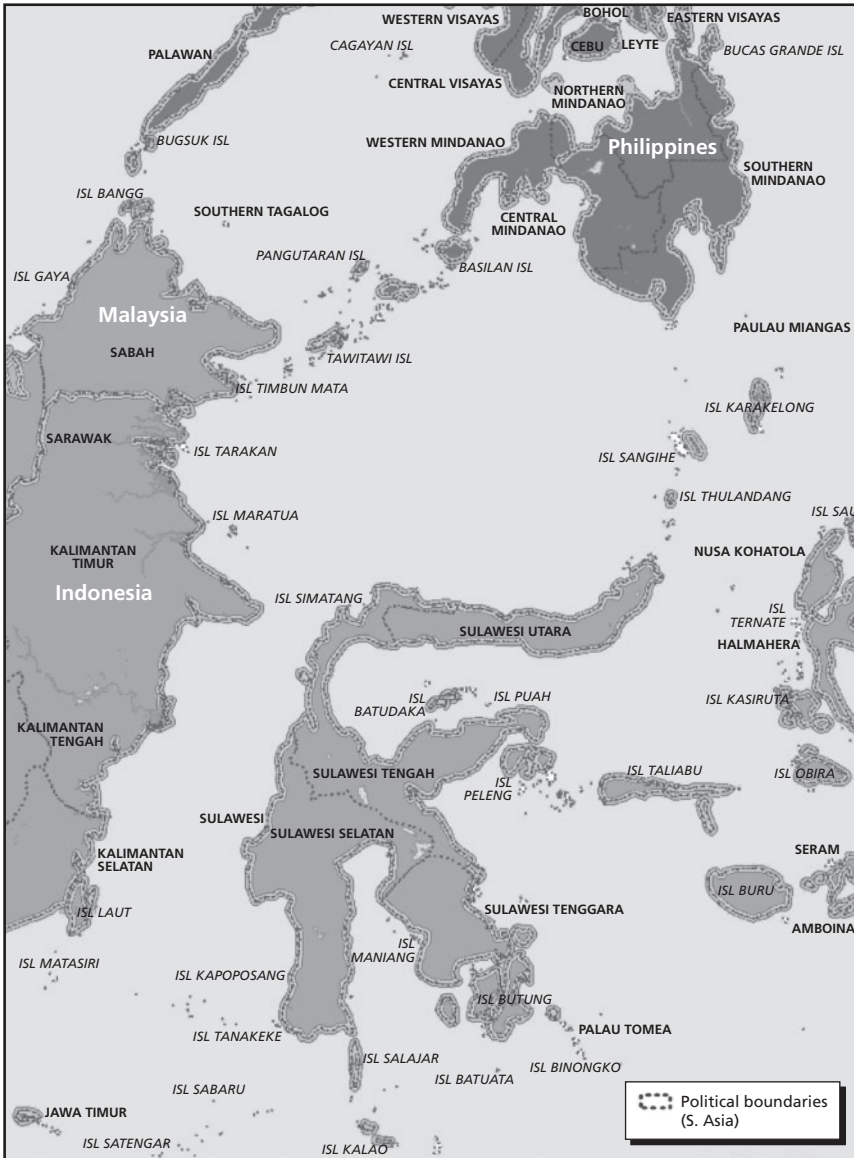 WESTERN VISAYAS
BOHOL
EASTERN VISAYAS
CAGAYAN ISL
CEBU
LEYTE
BUCAS GRANDE ISL
PALAWAN
CENTRAL VISAYAS
NORTHERN
MINDANAO
BUGSUK ISL
WESTERN MINDANAO
Philippines
SOUTHERN
MINDANAO
ISL BANGG
SOUTHERN TAGALOG
CENTRAL
MINDANAO
PANGUTARAN ISL
BASILAN ISL
ISL GAYA
Malaysia
PAULAU MIANGAS
SABAH
TAWITAWI ISL
ISL TIMBUN MATA
ISL KARAKELONG
SARAWAK
ISL TARAKAN
ISL SANGIHE
ISL THULANDANG
ISL MARATUA
ISL SAU
KALIMANTAN
TIMUR
NUSA KOHATOLA
Indonesia
ISL SIMATANG
ISL
TERNATE
SULAWESI UTARA
HALMAHERA
ISL
BATUDAKA
ISL PUAH
ISL KASIRUTA
KALIMANTAN
TENGAH
SULAWESI TENGAH
ISL
PELENG
ISL TALIABU
ISL OBIRA
SULAWESI
SULAWESI SELATAN
KALIMANTAN
SELATAN
SERAM
ISL BURU
ISL LAUT
SULAWESI TENGGARA
AMBOINA
ISL
MANIANG
ISL MATASIRI
ISL KAPOPOSANG
ISL BUTUNG
ISL TANAKEKE
PALAU TOMEA
ISL SALAJAR
ISL BINONGKO
ISL BATUATA
ISL SABARU
JAWA TIMUR
Political boundaries
(S. Asia)
ISL SATENGAR
ISL KALAO